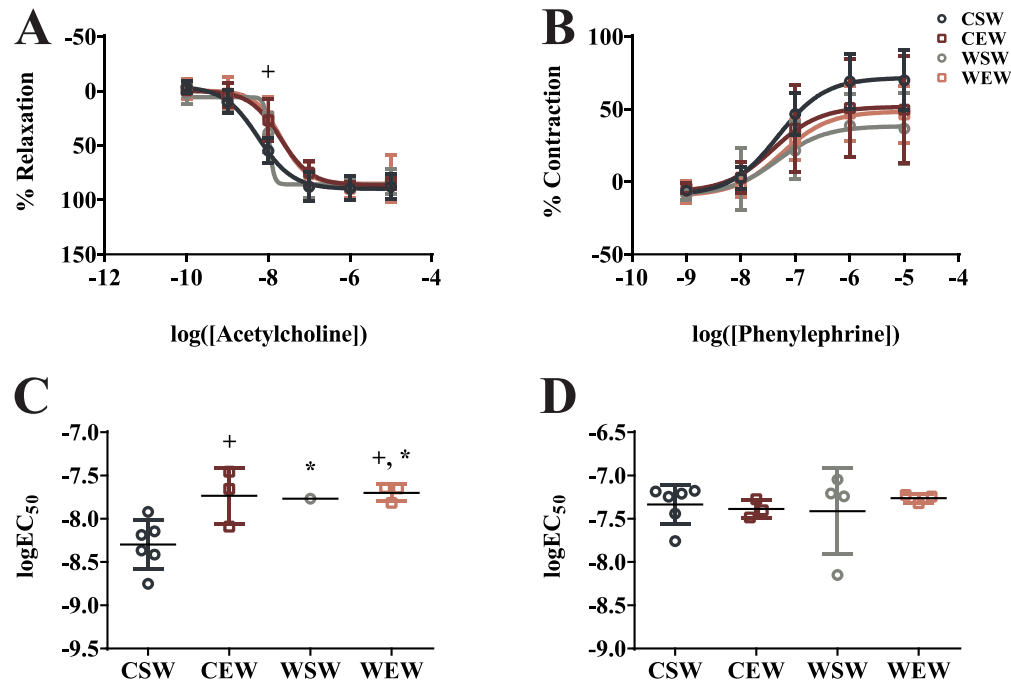 A
-50
0
50
100
150
% Relaxation
+
-12
-10
-8
-6
-4
log([Acetylcholine])
B
100
50
0
-50
% Contraction
-10
-9
-8
-7
-6
-5
-4
log([Phenylephrine])
CSW
CEW
WSW
WEW
C
-7.0
-7.5
-8.0
-8.5
-9.0
-9.5
logEC50
+
*
+, *
CSW
CEW
WSW
WEW
D
-6.5
-7.0
-7.5
-8.0
-8.5
-9.0
logEC50
CSW
CEW
WSW
WEW